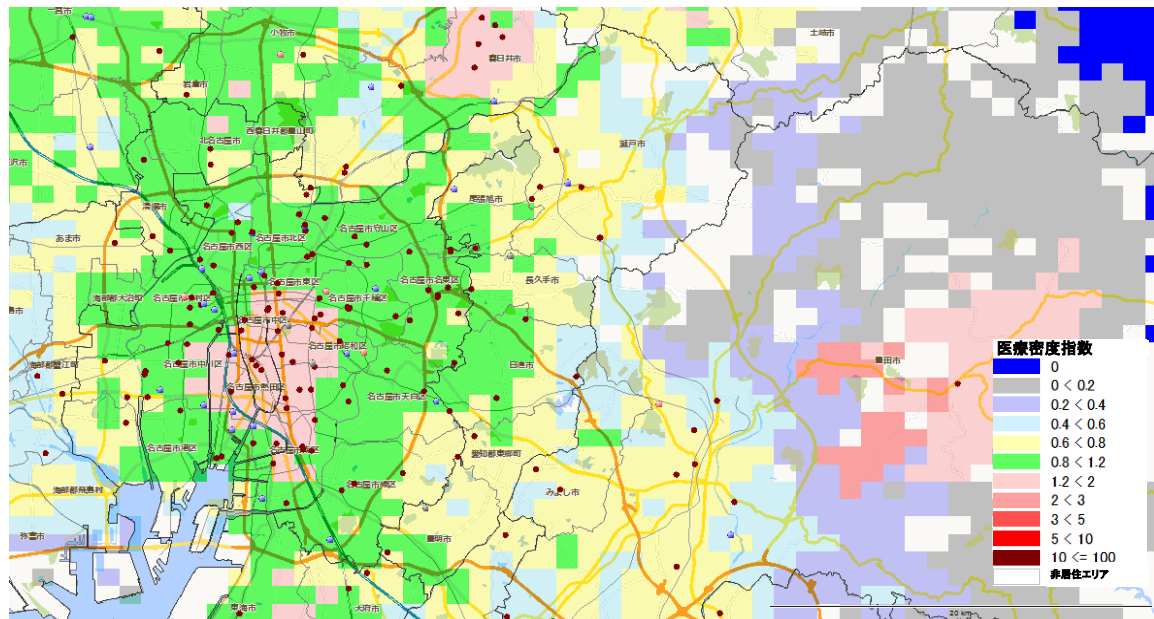 一宮市
小牧市
土岐市
春日井市
岩倉市
西春日井郡豊山町
北名古屋市
瀬戸市
沢市
尾張旭市
清須市
名古屋市守山区
あま市
名古屋市西区
名古屋市北区
長久手市
名古屋市東区
名古屋市名東区
海部郡大治町
名古屋市中村区
名古屋市千種区
島市
名古屋市中区
名古屋市昭和区
海部郡蟹江町
名古屋市中川区
日進市
豊田市
名古屋市熱田区
名古屋市天白区
名古屋市港区
名古屋市南区
愛知郡東郷町
名古屋市緑区
海部郡飛島村
みよし市
弥富市
豊明市
東海市
大府市
医療密度指数
0
0 < 0.2
0.2 < 0.4
0.4 < 0.6
0.6 < 0.8
0.8 < 1.2
1.2 < 2
2 < 3
3 < 5
5 < 10
10 <= 100
非居住エリア
20 km